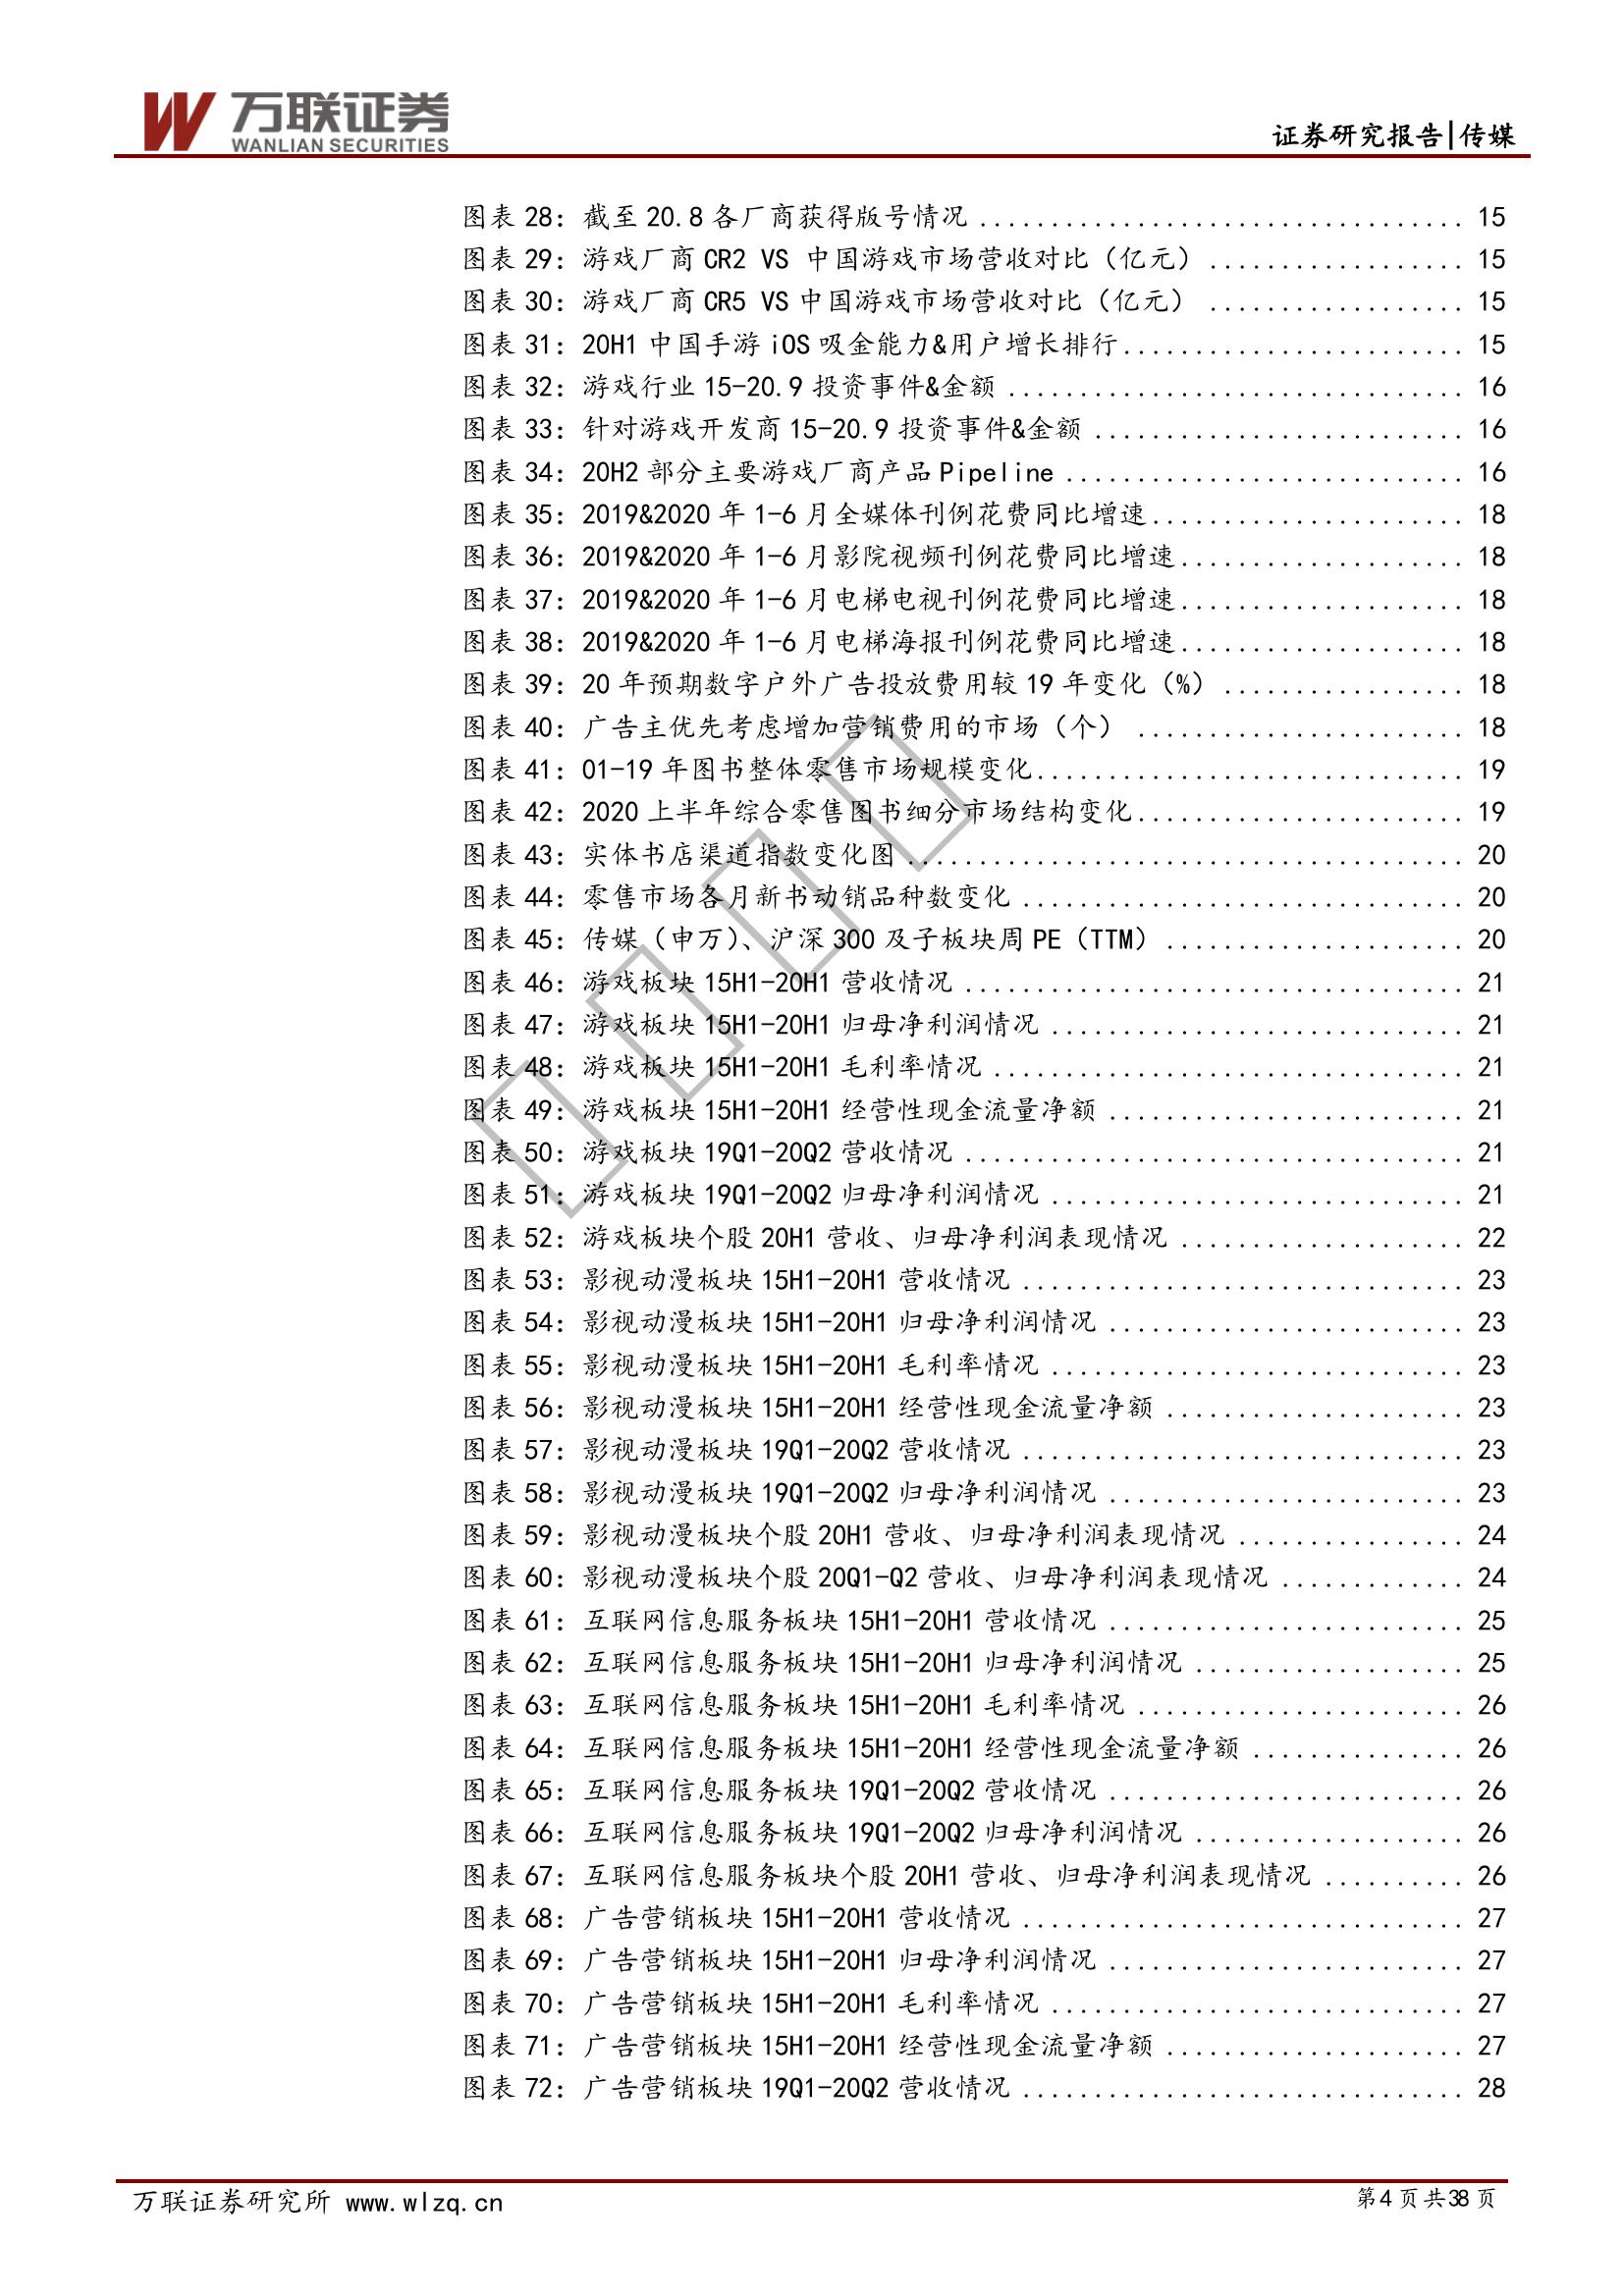 万联证券
WANLIAN SECURITIES
证券研究报告|传媒
图表 28：截至 20.8 各厂商获得版号情况 .................................. 15
图表 29：游戏厂商 CR2 VS 中国游戏市场营收对比（亿元） .................. 15
图表 30：游戏厂商 CR5 VS 中国游戏市场营收对比（亿元） .................. 15
图表 31：20H1 中国手游 iOS 吸金能力&用户增长排行........................ 15
图表 32：游戏行业 15-20.9 投资事件&金额 ................................ 16
图表 33：针对游戏开发商 15-20.9 投资事件&金额 .......................... 16
图表 34：20H2 部分主要游戏厂商产品 Pipeline ............................ 16
图表 35：2019&2020 年 1-6 月全媒体刊例花费同比增速...................... 18
图表 36：2019&2020 年 1-6 月影院视频刊例花费同比增速.................... 18
图表 37：2019&2020 年 1-6 月电梯电视刊例花费同比增速.................... 18
图表 38：2019&2020 年 1-6 月电梯海报刊例花费同比增速.................... 18
图表 39：20 年预期数字户外广告投放费用较 19 年变化（%） ................. 18
图表 40：广告主优先考虑增加营销费用的市场（个） ....................... 18
图表 41：01-19 年图书整体零售市场规模变化.............................. 19
图表 42：2020 上半年综合零售图书细分市场结构变化....................... 19
图表 43：实体书店渠道指数变化图 ....................................... 20
图表 44：零售市场各月新书动销品种数变化 ............................... 20
图表 45：传媒（申万）、沪深 300 及子板块周 PE（TTM） ..................... 20
图表 46：游戏板块 15H1-20H1 营收情况 ................................... 21
图表 47：游戏板块 15H1-20H1 归母净利润情况 ............................. 21
图表 48：游戏板块 15H1-20H1 毛利率情况 ................................. 21
图表 49：游戏板块 15H1-20H1 经营性现金流量净额 ......................... 21
图表 50：游戏板块 19Q1-20Q2 营收情况 ................................... 21
图表 51：游戏板块 19Q1-20Q2 归母净利润情况 ............................. 21
图表 52：游戏板块个股 20H1 营收、归母净利润表现情况 .................... 22
图表 53：影视动漫板块 15H1-20H1 营收情况 ............................... 23
图表 54：影视动漫板块 15H1-20H1 归母净利润情况 ......................... 23
图表 55：影视动漫板块 15H1-20H1 毛利率情况 ............................. 23
图表 56：影视动漫板块 15H1-20H1 经营性现金流量净额 ..................... 23
图表 57：影视动漫板块 19Q1-20Q2 营收情况 ............................... 23
图表 58：影视动漫板块 19Q1-20Q2 归母净利润情况 ......................... 23
图表 59：影视动漫板块个股 20H1 营收、归母净利润表现情况 ................ 24
图表 60：影视动漫板块个股 20Q1-Q2 营收、归母净利润表现情况 ............. 24
图表 61：互联网信息服务板块 15H1-20H1 营收情况 ......................... 25
图表 62：互联网信息服务板块 15H1-20H1 归母净利润情况 ................... 25
图表 63：互联网信息服务板块 15H1-20H1 毛利率情况 ....................... 26
图表 64：互联网信息服务板块 15H1-20H1 经营性现金流量净额 ............... 26
图表 65：互联网信息服务板块 19Q1-20Q2 营收情况 ......................... 26
图表 66：互联网信息服务板块 19Q1-20Q2 归母净利润情况 ................... 26
图表 67：互联网信息服务板块个股 20H1 营收、归母净利润表现情况 .......... 26
图表 68：广告营销板块 15H1-20H1 营收情况 ............................... 27
图表 69：广告营销板块 15H1-20H1 归母净利润情况 ......................... 27
图表 70：广告营销板块 15H1-20H1 毛利率情况 ............................. 27
图表 71：广告营销板块 15H1-20H1 经营性现金流量净额 ..................... 27
图表 72：广告营销板块 19Q1-20Q2 营收情况 ............................... 28
万联证券研究所 www.wlzq.cn
第4 页 共38 页